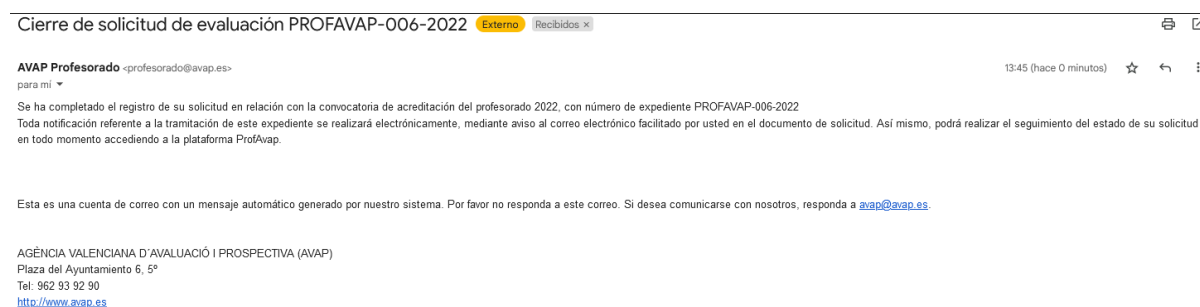 Cierre de solicitud de evaluación PROFAVAP-006-2022 Externo Recibidos ×
AVAP Profesorado <profesorado@avap.es> 13:45 (hace 0 minutos)
para mí
Se ha completado el registro de su solicitud en relación con la convocatoria de acreditación del profesorado 2022, con número de expediente PROFAVAP-006-2022
Toda notificación referente a la tramitación de este expediente se realizará electrónicamente, mediante aviso al correo electrónico facilitado por usted en el documento de solicitud. Así mismo, podrá realizar el seguimiento del estado de su solicitud
en todo momento accediendo a la plataforma ProfAvap.
Esta es una cuenta de correo con un mensaje automático generado por nuestro sistema. Por favor no responda a este correo. Si desea comunicarse con nosotros, responda a avap@avap.es.
AGÈNCIA VALENCIANA D´AVALUACIÓ I PROSPECTIVA (AVAP)
Plaza del Ayuntamiento 6, 5º
Tel: 962 93 92 90
http://www.avap.es